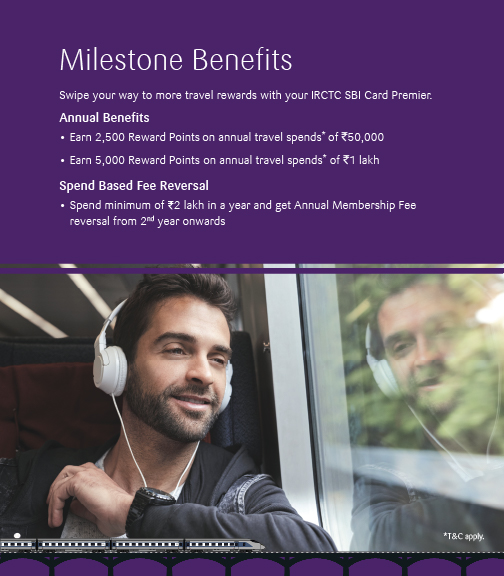 Milestone Benefits
Swipe your way to more travel rewards with your IRCTC SBI Card Premier.
Annual Benefits
• Earn 2,500 Reward Points on annual travel spends* of ₹50,000
• Earn 5,000 Reward Points on annual travel spends* of ₹1 lakh
Spend Based Fee Reversal
• Spend minimum of ₹2 lakh in a year and get Annual Membership Fee
reversal from 2nd year onwards
*T&C apply.